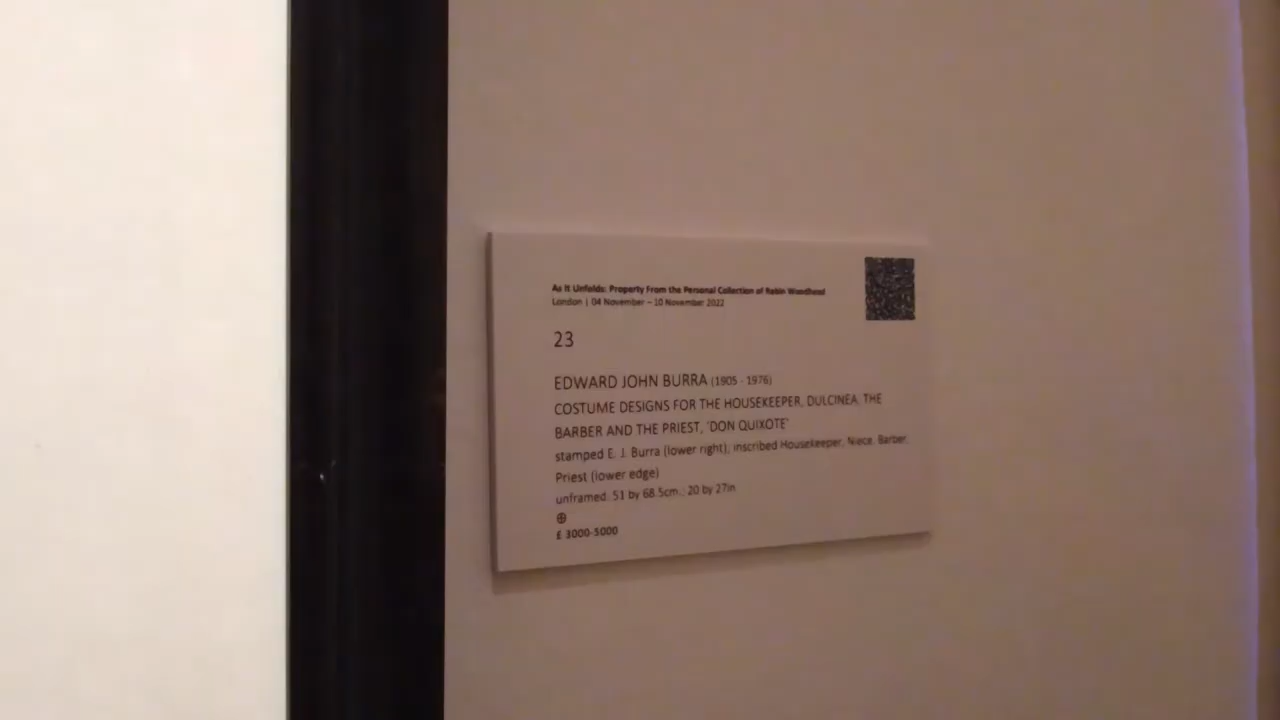 As It Unfolds: Property From the Personal Collection of Robin Woodhead
London | 04 November – 10 November 2022
23
EDWARD JOHN BURRA (1905 - 1976)
COSTUME DESIGNS FOR THE HOUSEKEEPER, DULCINEA, THE
BARBER AND THE PRIEST, 'DON QUIXOTE'
stamped E. J. Burra (lower right), inscribed Housekeeper, Niece, Barber,
Priest (lower edge)
unframed: 51 by 68.5cm.; 20 by 27in
⊕
£ 3000-5000